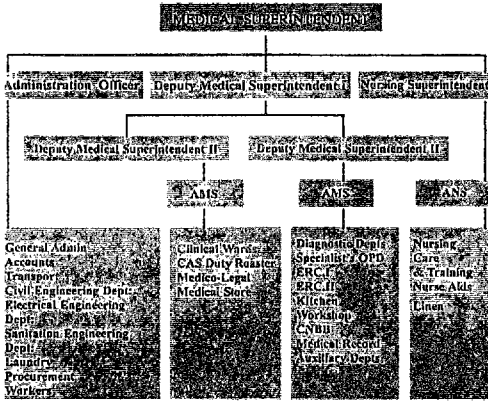 MEDICAL SUPERINTENDENT
Administration Officer
Deputy Medical Superintendent I
Nursing Superintendent
Deputy Medical Superintendent II
Deputy Medical Superintendent II
AMS
AMS
ANS
General Admin
Accounts
Transport
Civil Engineering Dept:
Electrical Engineering
Dept:
Sanitation Engineering
Dept:
Laundry
Procurement
Workers
Clinical Wards
CAS Duty Roaster
Medico-Legal
Medical Store
Diagnostic Depts
Specialist / OPD
ERC.I
ERC.II
Kitchen
Workshop
CNBU
Medical Record
Auxillary Depts
Nursing
Care
& Training
Nurse Aids
Linen